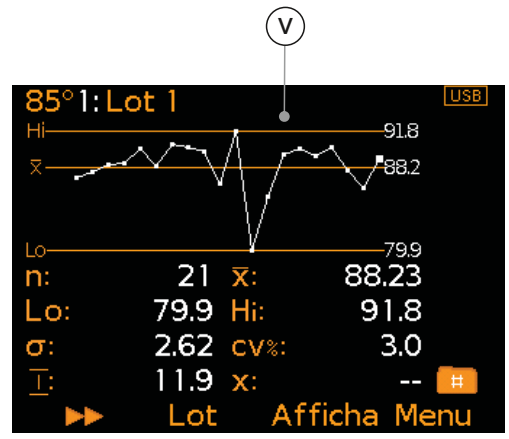 V
85°1:Lot 1 USB
Hi 91.8
x̅ 88.2
Lo 79.9
n: 21 x̅: 88.23
Lo: 79.9 Hi: 91.8
σ: 2.62 cv%: 3.0
I: 11.9 x: -- #
Lot Affichage Menu